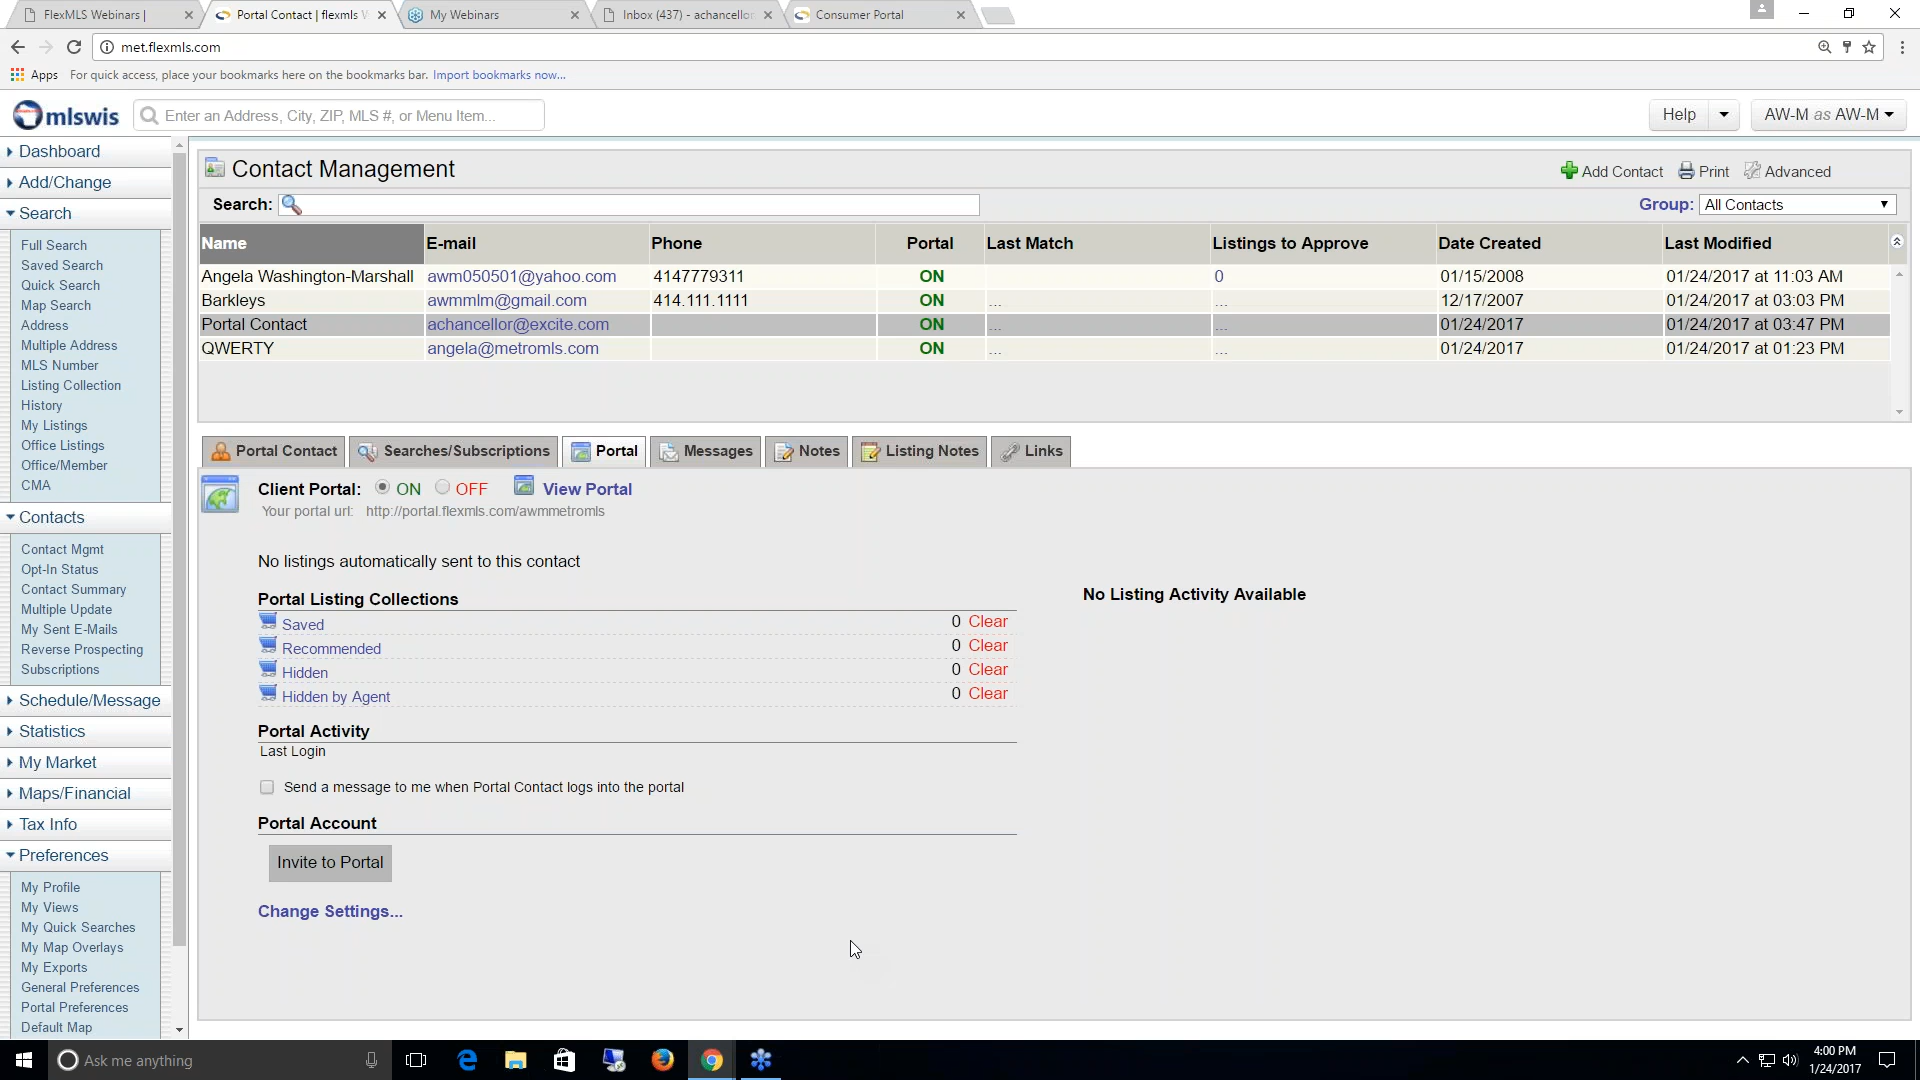 FlexMLS Webinars |
Portal Contact | flexmls W
My Webinars
Inbox (437) - achancellor
Consumer Portal
met.flexmls.com
Apps For quick access, place your bookmarks here on the bookmarks bar. Import bookmarks now...
mlswis
Enter an Address, City, ZIP, MLS #, or Menu Item...
Help
AW-M as AW-M
Dashboard
Add/Change
Search
Full Search
Saved Search
Quick Search
Map Search
Address
Multiple Address
MLS Number
Listing Collection
History
My Listings
Office Listings
Office/Member
CMA
Contacts
Contact Mgmt
Opt-In Status
Contact Summary
Multiple Update
My Sent E-Mails
Reverse Prospecting
Subscriptions
Schedule/Message
Statistics
My Market
Maps/Financial
Tax Info
Preferences
My Profile
My Views
My Quick Searches
My Map Overlays
My Exports
General Preferences
Portal Preferences
Default Map
Contact Management
Add Contact Print Advanced
Search:
Group: All Contacts
Name E-mail Phone Portal Last Match Listings to Approve Date Created Last Modified
Angela Washington-Marshall awm050501@yahoo.com 4147779311 ON 0 01/15/2008 01/24/2017 at 11:03 AM
Barkleys awmmlm@gmail.com 414.111.1111 ON ... ... 12/17/2007 01/24/2017 at 03:03 PM
Portal Contact achancellor@excite.com ON ... ... 01/24/2017 01/24/2017 at 03:47 PM
QWERTY angela@metromls.com ON ... ... 01/24/2017 01/24/2017 at 01:23 PM
Portal Contact Searches/Subscriptions Portal Messages Notes Listing Notes Links
Client Portal: ON OFF View Portal
Your portal url: http://portal.flexmls.com/awmmetromls
No listings automatically sent to this contact
Portal Listing Collections
Saved 0 Clear
Recommended 0 Clear
Hidden 0 Clear
Hidden by Agent 0 Clear
No Listing Activity Available
Portal Activity
Last Login
Send a message to me when Portal Contact logs into the portal
Portal Account
Invite to Portal
Change Settings...
Ask me anything
4:00 PM
1/24/2017